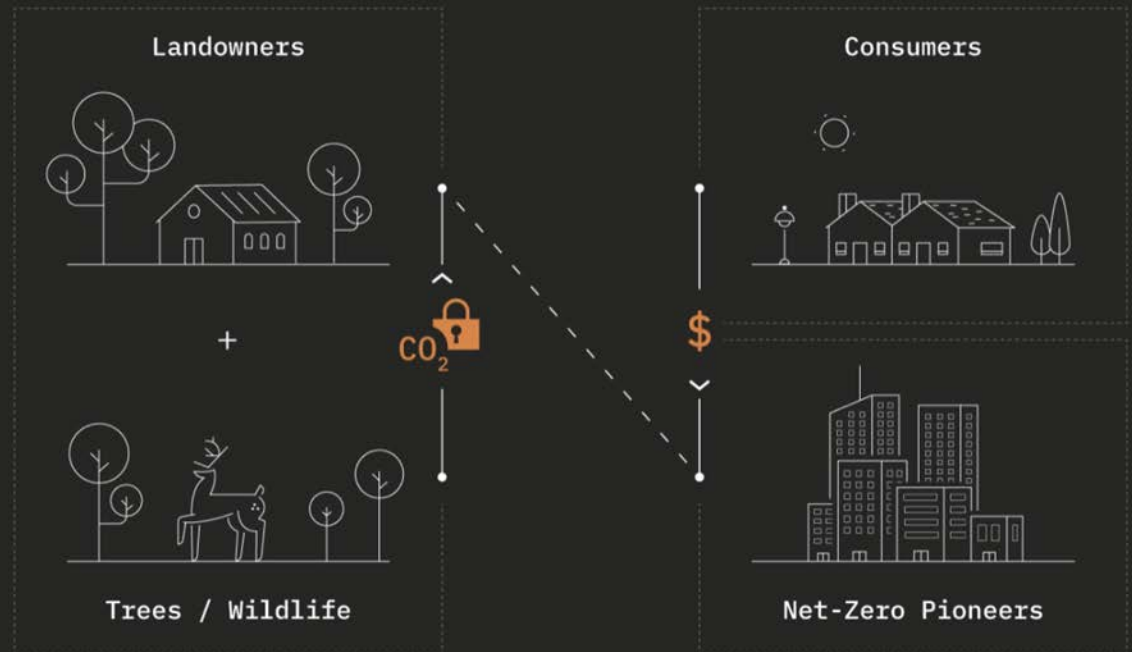 Landowners
Consumers
+
CO₂
$
Trees / Wildlife
Net-Zero Pioneers